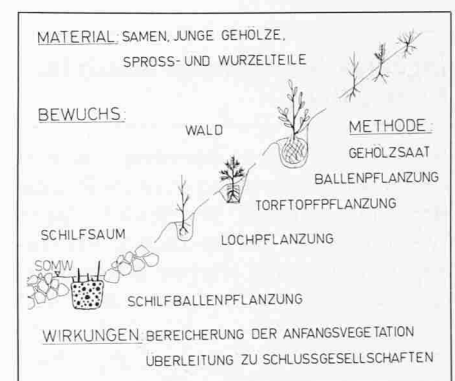 MATERIAL: SAMEN, JUNGE GEHÖLZE,
SPROSS- UND WURZELTEILE
BEWUCHS:
WALD
METHODE:
GEHÖLZSAAT
BALLENPFLANZUNG
TORFTOPFPFLANZUNG
SCHILFSAUM
LOCHPFLANZUNG
SOMW
SCHILFBALLENPFLANZUNG
WIRKUNGEN: BEREICHERUNG DER ANFANGSVEGETATION
ÜBERLEITUNG ZU SCHLUSSGESELLSCHAFTEN